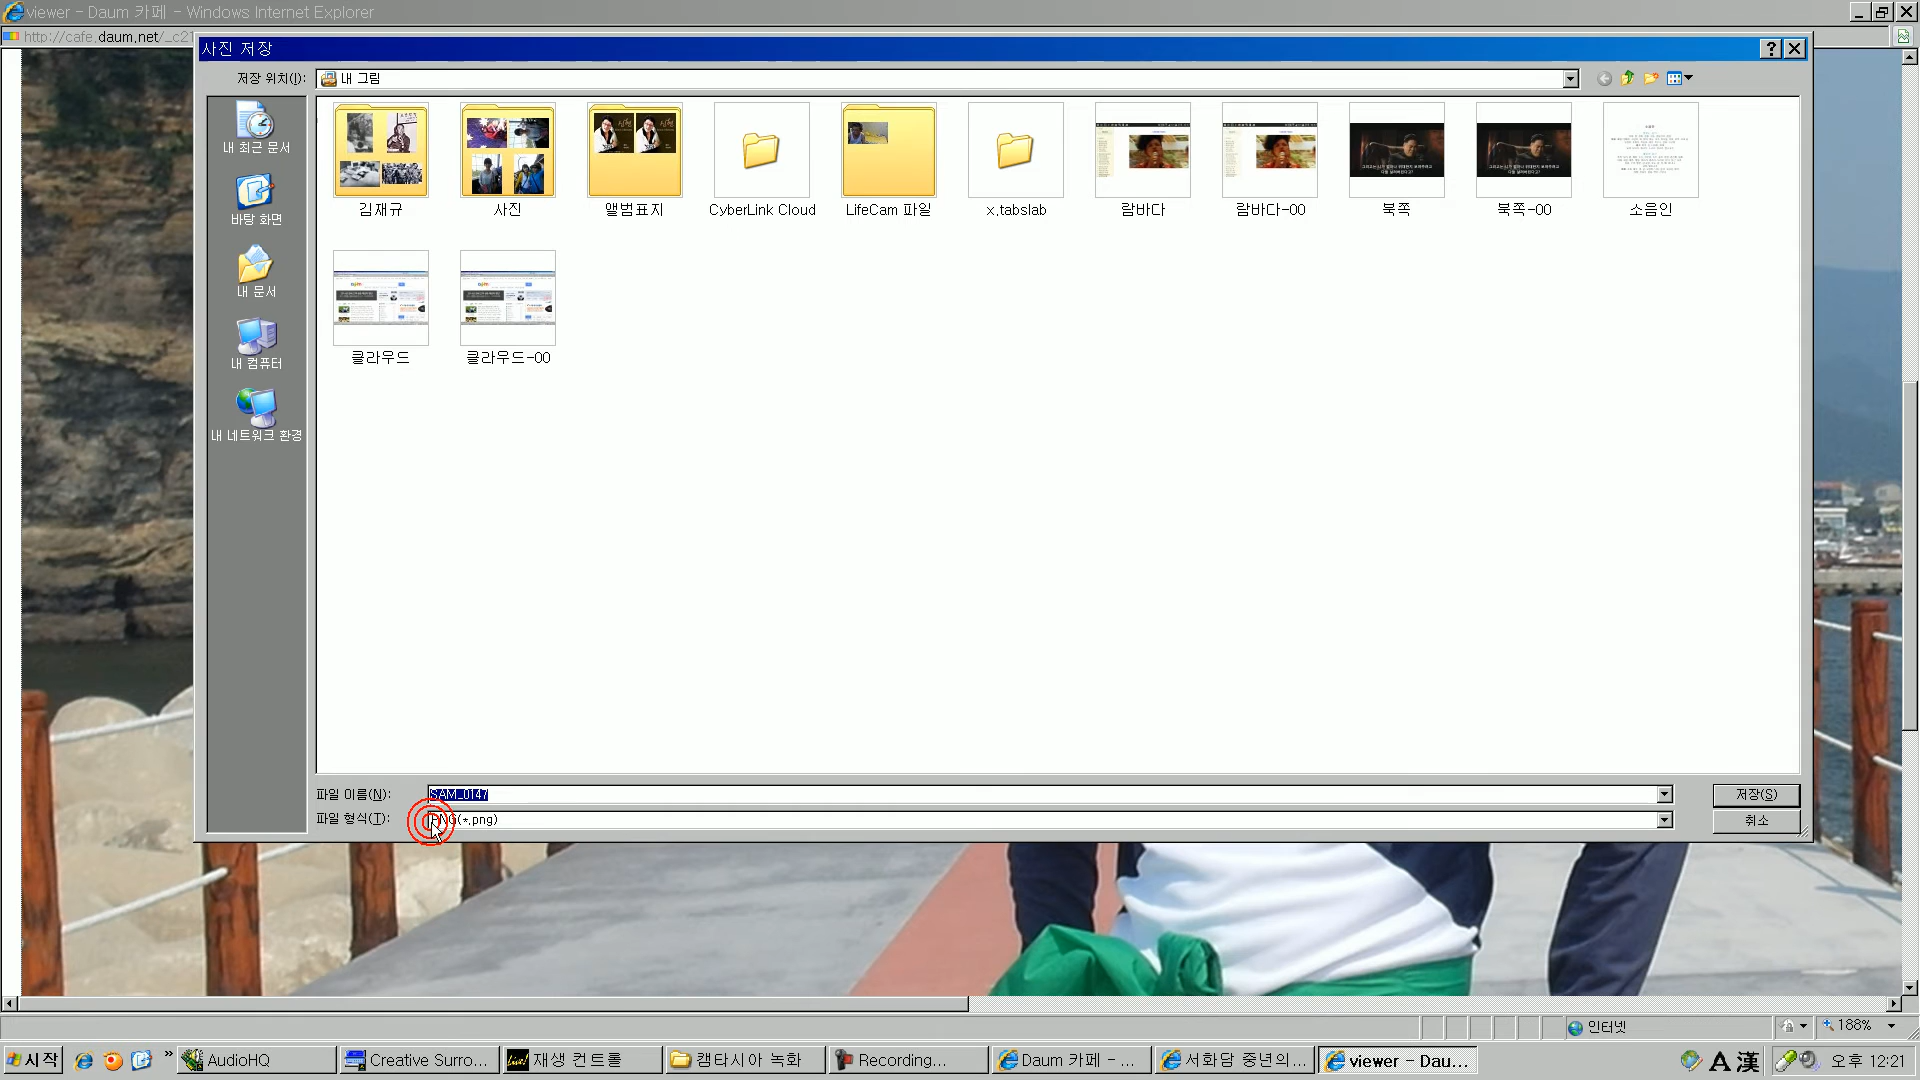 viewer - Daum 카페 - Windows Internet Explorer
http://cafe.daum.net/_c21
사진 저장
저장 위치(I):
내 그림
내 최근 문서
바탕 화면
내 문서
내 컴퓨터
내 네트워크 환경
김재규
사진
앨범표지
CyberLink Cloud
LifeCam 파일
x.tabslab
람바다
람바다-00
북쪽
북쪽-00
소음인
클라우드
클라우드-00
파일 이름(N):
SAM_0147
저장(S)
파일 형식(T):
PNG(*.png)
취소
인터넷
188%
시작
AudioHQ
Creative Surro...
재생 컨트롤
캠타시아 녹화
Recording...
Daum 카페 - ...
서화담 중년의...
viewer - Dau...
A 漢
오후 12:21